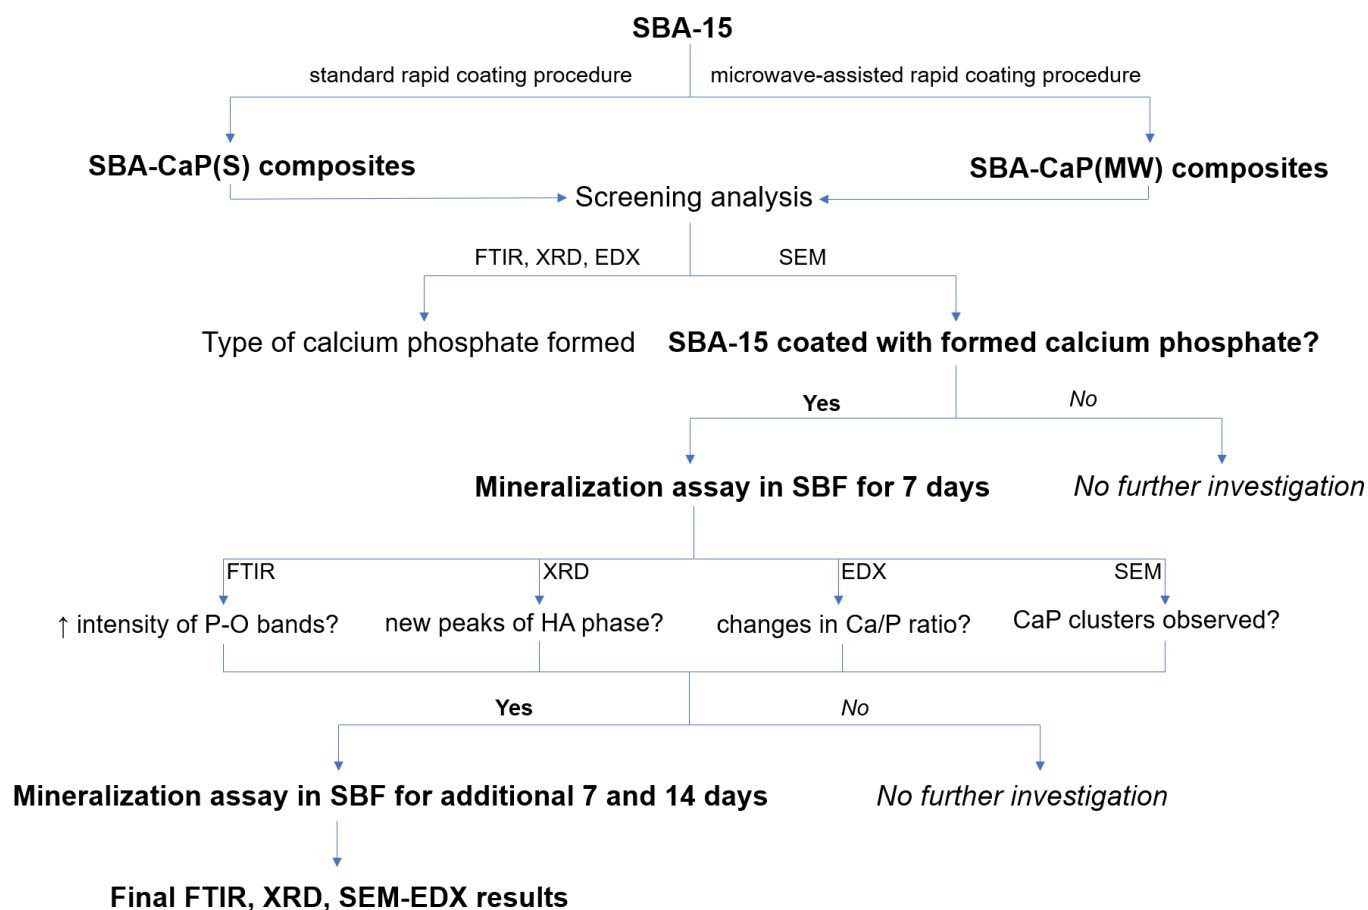 SBA-15
standard rapid coating procedure
microwave-assisted rapid coating procedure
SBA-CaP(S) composites
SBA-CaP(MW) composites
Screening analysis
FTIR, XRD, EDX
SEM
Type of calcium phosphate formed
SBA-15 coated with formed calcium phosphate?
Yes
No
Mineralization assay in SBF for 7 days
No further investigation
FTIR
XRD
EDX
SEM
↑ intensity of P-O bands?
new peaks of HA phase?
changes in Ca/P ratio?
CaP clusters observed?
Yes
No
Mineralization assay in SBF for additional 7 and 14 days
No further investigation
Final FTIR, XRD, SEM-EDX results